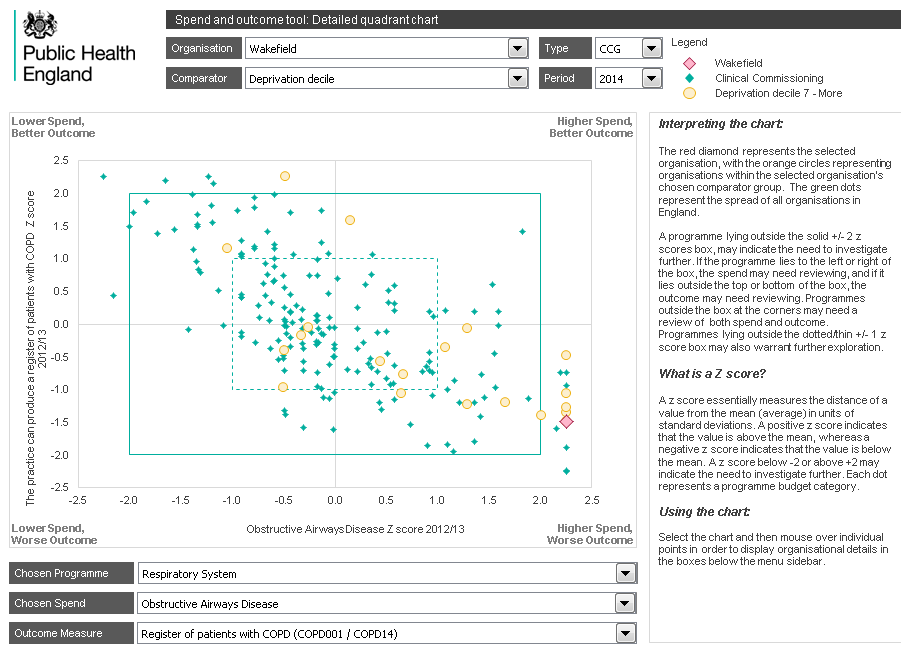 Public Health
England
Spend and outcome tool: Detailed quadrant chart
Organisation
Wakefield
Type
CCG
Comparator
Deprivation decile
Period
2014
Legend
Wakefield
Clinical Commissioning
Deprivation decile 7 - More
Lower Spend,
Better Outcome
Higher Spend,
Better Outcome
The practice can produce a register of patients with COPD Z score
2012/13
2.5
2.0
1.5
1.0
0.5
0.0
-0.5
-1.0
-1.5
-2.0
-2.5
-2.5 -2.0 -1.5 -1.0 -0.5 0.0 0.5 1.0 1.5 2.0 2.5
Obstructive Airways Disease Z score 2012/13
Lower Spend,
Worse Outcome
Higher Spend,
Worse Outcome
Interpreting the chart:
The red diamond represents the selected
organisation, with the orange circles representing
organisations within the selected organisation's
chosen comparator group. The green dots
represent the spread of all organisations in
England.
A programme lying outside the solid +/- 2 z
scores box, may indicate the need to investigate
further. If the programme lies to the left or right of
the box, the spend may need reviewing, and if it
lies outside the top or bottom of the box, the
outcome may need reviewing. Programmes
outside the box at the corners may need a
review of both spend and outcome.
Programmes lying outside the dotted/thin +/- 1 z
score box may also warrant further exploration.
What is a Z score?
A z score essentially measures the distance of a
value from the mean (average) in units of
standard deviations. A positive z score indicates
that the value is above the mean, whereas a
negative z score indicates that the value is below
the mean. A z score below -2 or above +2 may
indicate the need to investigate further. Each dot
represents a programme budget category.
Using the chart:
Select the chart and then mouse over individual
points in order to display organisational details in
the boxes below the menu sidebar.
Chosen Programme
Respiratory System
Chosen Spend
Obstructive Airways Disease
Outcome Measure
Register of patients with COPD (COPD001 / COPD14)